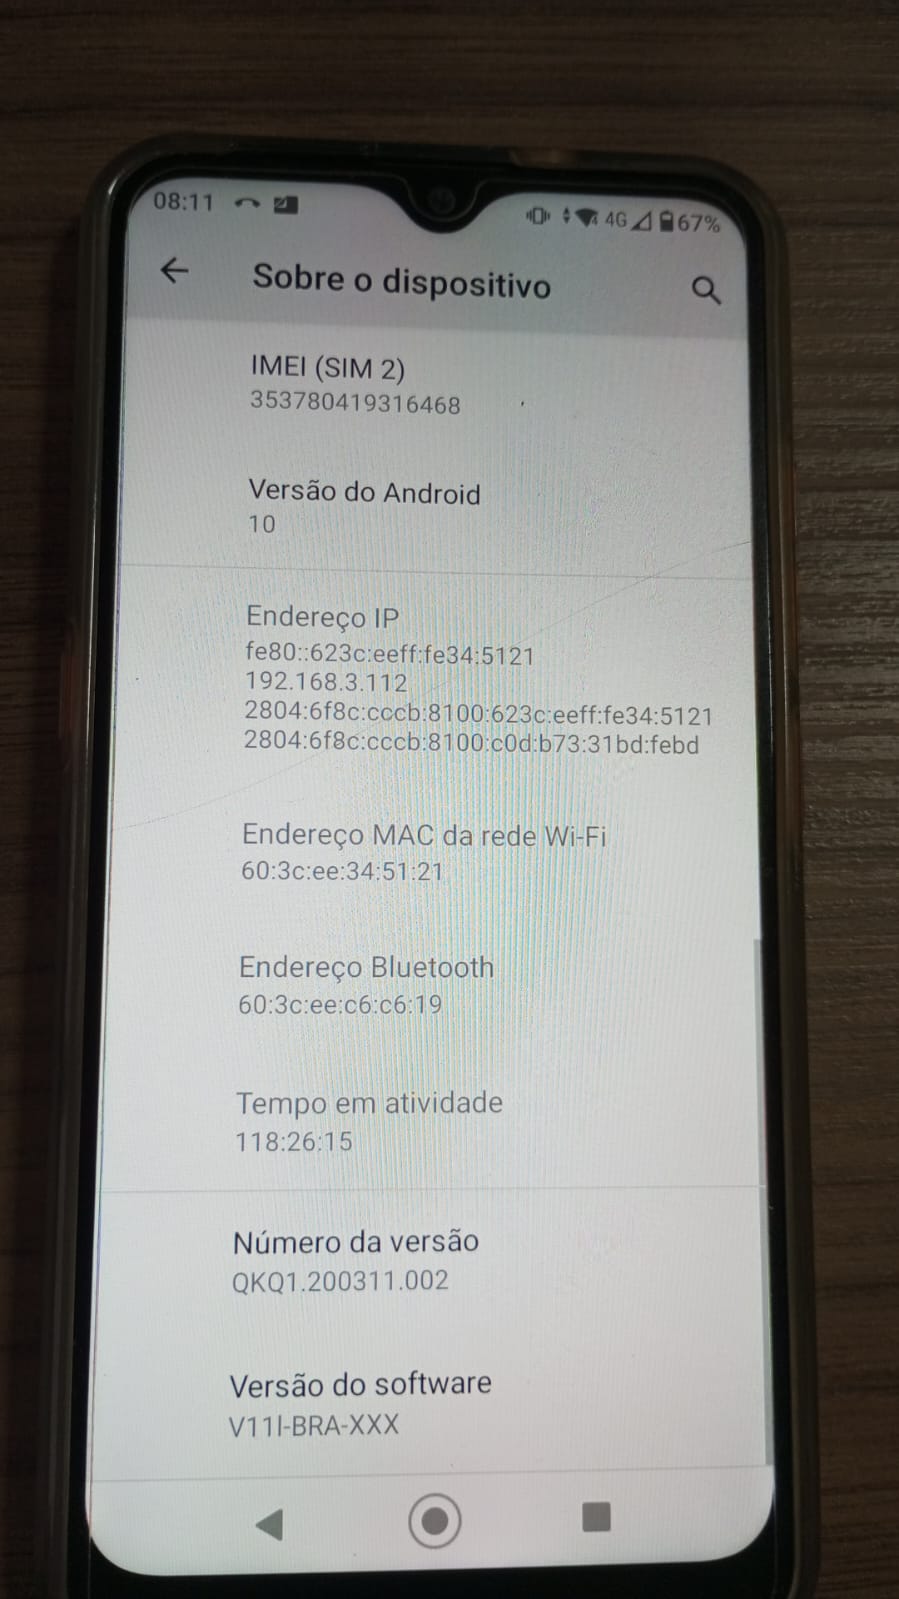 08:11
4G 67%
Sobre o dispositivo
IMEI (SIM 2)
353780419316468
Versão do Android
10
Endereço IP
fe80::623c:eeff:fe34:5121
192.168.3.112
2804:6f8c:cccb:8100:623c:eeff:fe34:5121
2804:6f8c:cccb:8100:c0d:b73:31bd:febd
Endereço MAC da rede Wi-Fi
60:3c:ee:34:51:21
Endereço Bluetooth
60:3c:ee:c6:c6:19
Tempo em atividade
118:26:15
Número da versão
QKQ1.200311.002
Versão do software
V11l-BRA-XXX